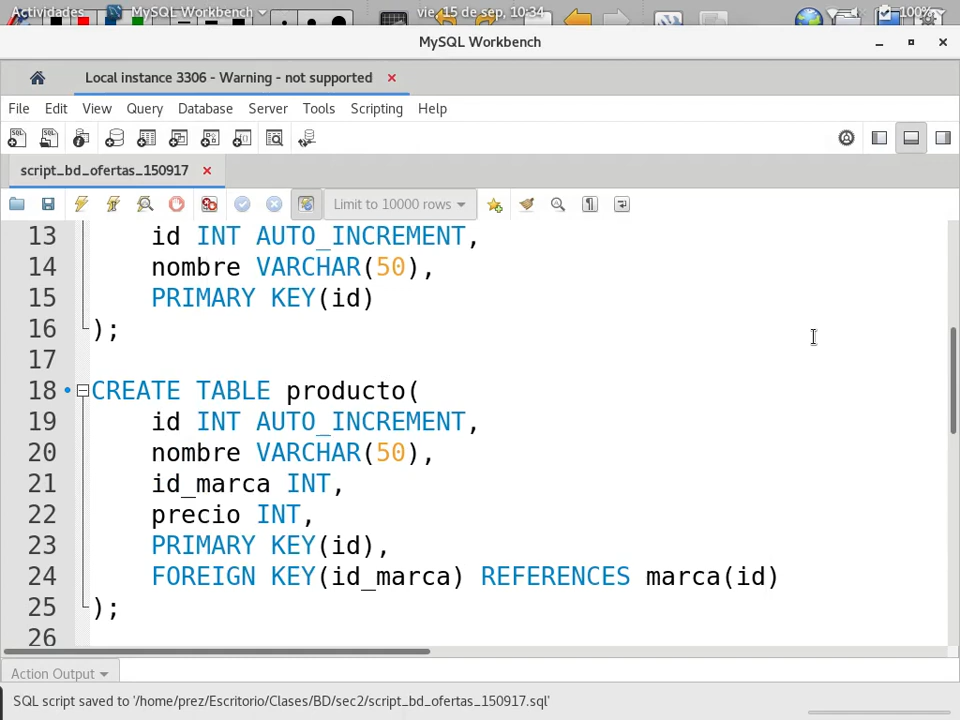 Actividades MySQL Workbench vie, 15 de sep, 10:34 100%
MySQL Workbench
Local instance 3306 - Warning - not supported
File Edit View Query Database Server Tools Scripting Help
script_bd_ofertas_150917
Limit to 10000 rows
13 id INT AUTO_INCREMENT,
14 nombre VARCHAR(50),
15 PRIMARY KEY(id)
16 );
17
18 CREATE TABLE producto(
19 id INT AUTO_INCREMENT,
20 nombre VARCHAR(50),
21 id_marca INT,
22 precio INT,
23 PRIMARY KEY(id),
24 FOREIGN KEY(id_marca) REFERENCES marca(id)
25 );
26
Action Output
SQL script saved to '/home/prez/Escritorio/Clases/BD/sec2/script_bd_ofertas_150917.sql'